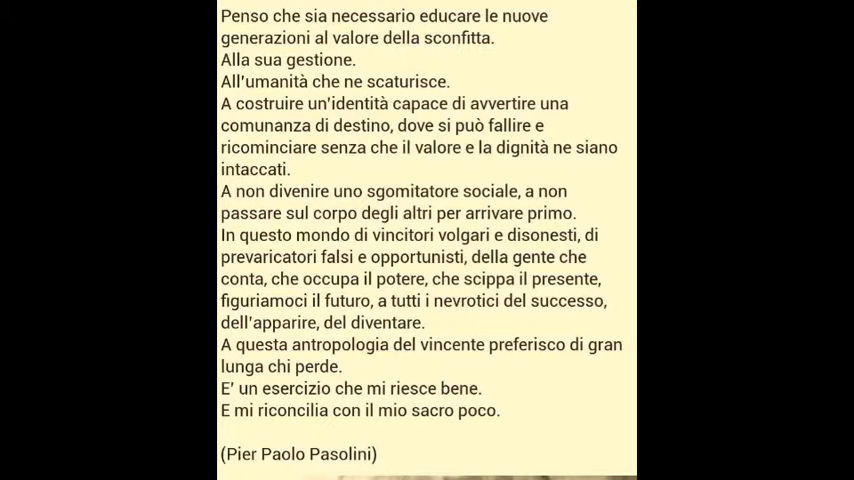 Penso che sia necessario educare le nuove
generazioni al valore della sconfitta.
Alla sua gestione.
All'umanità che ne scaturisce.
A costruire un'identità capace di avvertire una
comunanza di destino, dove si può fallire e
ricominciare senza che il valore e la dignità ne siano
intaccati.
A non divenire uno sgomitatore sociale, a non
passare sul corpo degli altri per arrivare primo.
In questo mondo di vincitori volgari e disonesti, di
prevaricatori falsi e opportunisti, della gente che
conta, che occupa il potere, che scippa il presente,
figuriamoci il futuro, a tutti i nevrotici del successo,
dell'apparire, del diventare.
A questa antropologia del vincente preferisco di gran
lunga chi perde.
E' un esercizio che mi riesce bene.
E mi riconcilia con il mio sacro poco.
(Pier Paolo Pasolini)